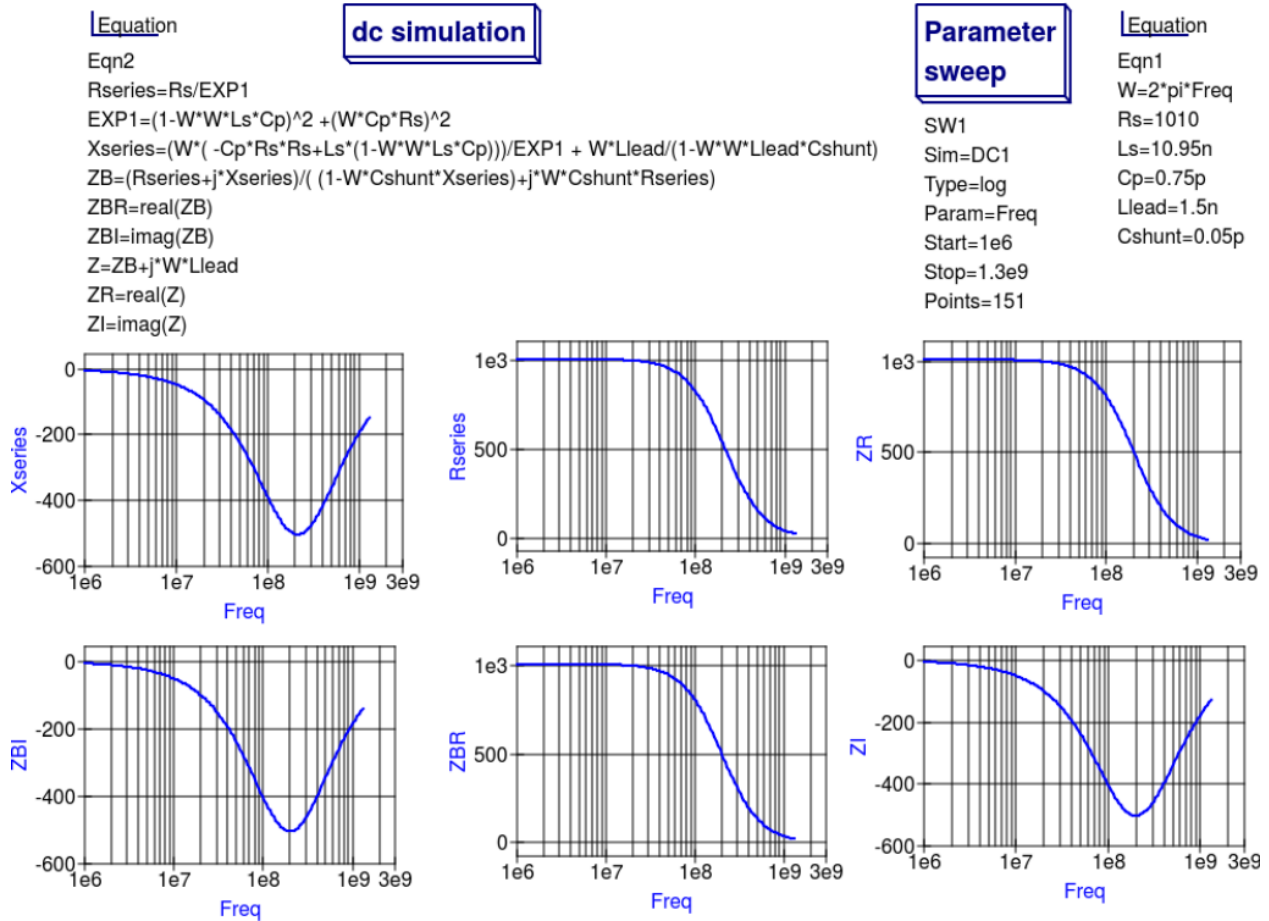 Equation
Eqn2
Rseries=Rs/EXP1
EXP1=(1-W*W*Ls*Cp)^2 +(W*Cp*Rs)^2
Xseries=(W*( -Cp*Rs*Rs+Ls*(1-W*W*Ls*Cp)))/EXP1 + W*Llead/(1-W*W*Llead*Cshunt)
ZB=(Rseries+j*Xseries)/( (1-W*Cshunt*Xseries)+j*W*Cshunt*Rseries)
ZBR=real(ZB)
ZBI=imag(ZB)
Z=ZB+j*W*Llead
ZR=real(Z)
ZI=imag(Z)
dc simulation
Parameter
sweep
SW1
Sim=DC1
Type=log
Param=Freq
Start=1e6
Stop=1.3e9
Points=151
Equation
Eqn1
W=2*pi*Freq
Rs=1010
Ls=10.95n
Cp=0.75p
Llead=1.5n
Cshunt=0.05p
Xseries
0
-200
-400
-600
1e6 1e7 1e8 1e9 3e9
Freq
Rseries
1e3
500
0
1e6 1e7 1e8 1e9 3e9
Freq
ZR
1e3
500
0
1e6 1e7 1e8 1e9 3e9
Freq
ZBI
0
-200
-400
-600
1e6 1e7 1e8 1e9 3e9
Freq
ZBR
1e3
500
0
1e6 1e7 1e8 1e9 3e9
Freq
ZI
0
-200
-400
-600
1e6 1e7 1e8 1e9 3e9
Freq